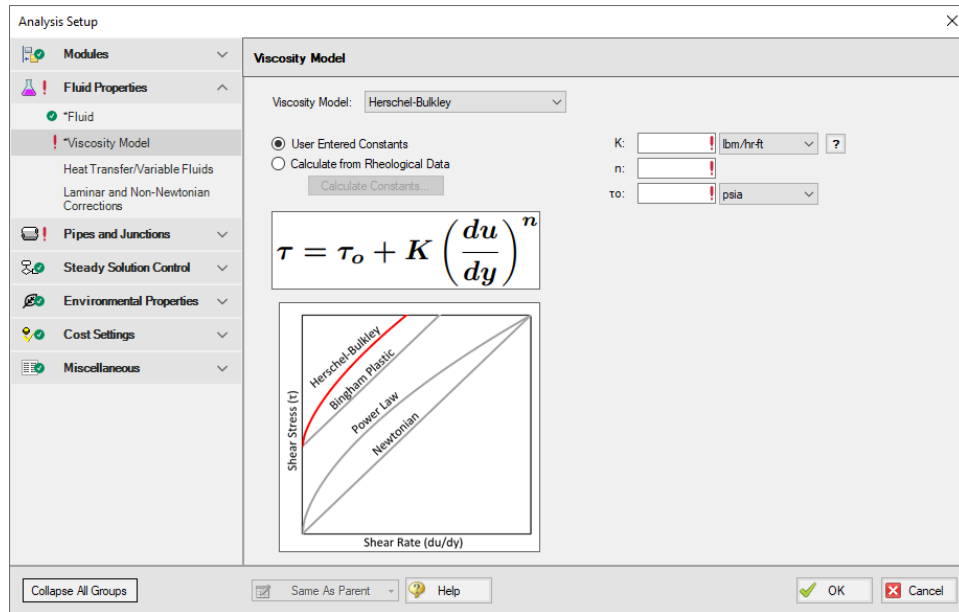 Analysis Setup
Modules
Fluid Properties
*Fluid
*Viscosity Model
Heat Transfer/Variable Fluids
Laminar and Non-Newtonian
Corrections
Pipes and Junctions
Steady Solution Control
Environmental Properties
Cost Settings
Miscellaneous
Viscosity Model
Viscosity Model: Herschel-Bulkley
User Entered Constants
Calculate from Rheological Data
Calculate Constants...
K: ! lbm/hr-ft ?
n: !
τo: ! psia
τ = τo + K (du/dy)^n
Herschel-Bulkley
Bingham Plastic
Power Law
Newtonian
Shear Stress (τ)
Shear Rate (du/dy)
Collapse All Groups
Same As Parent
Help
OK
Cancel